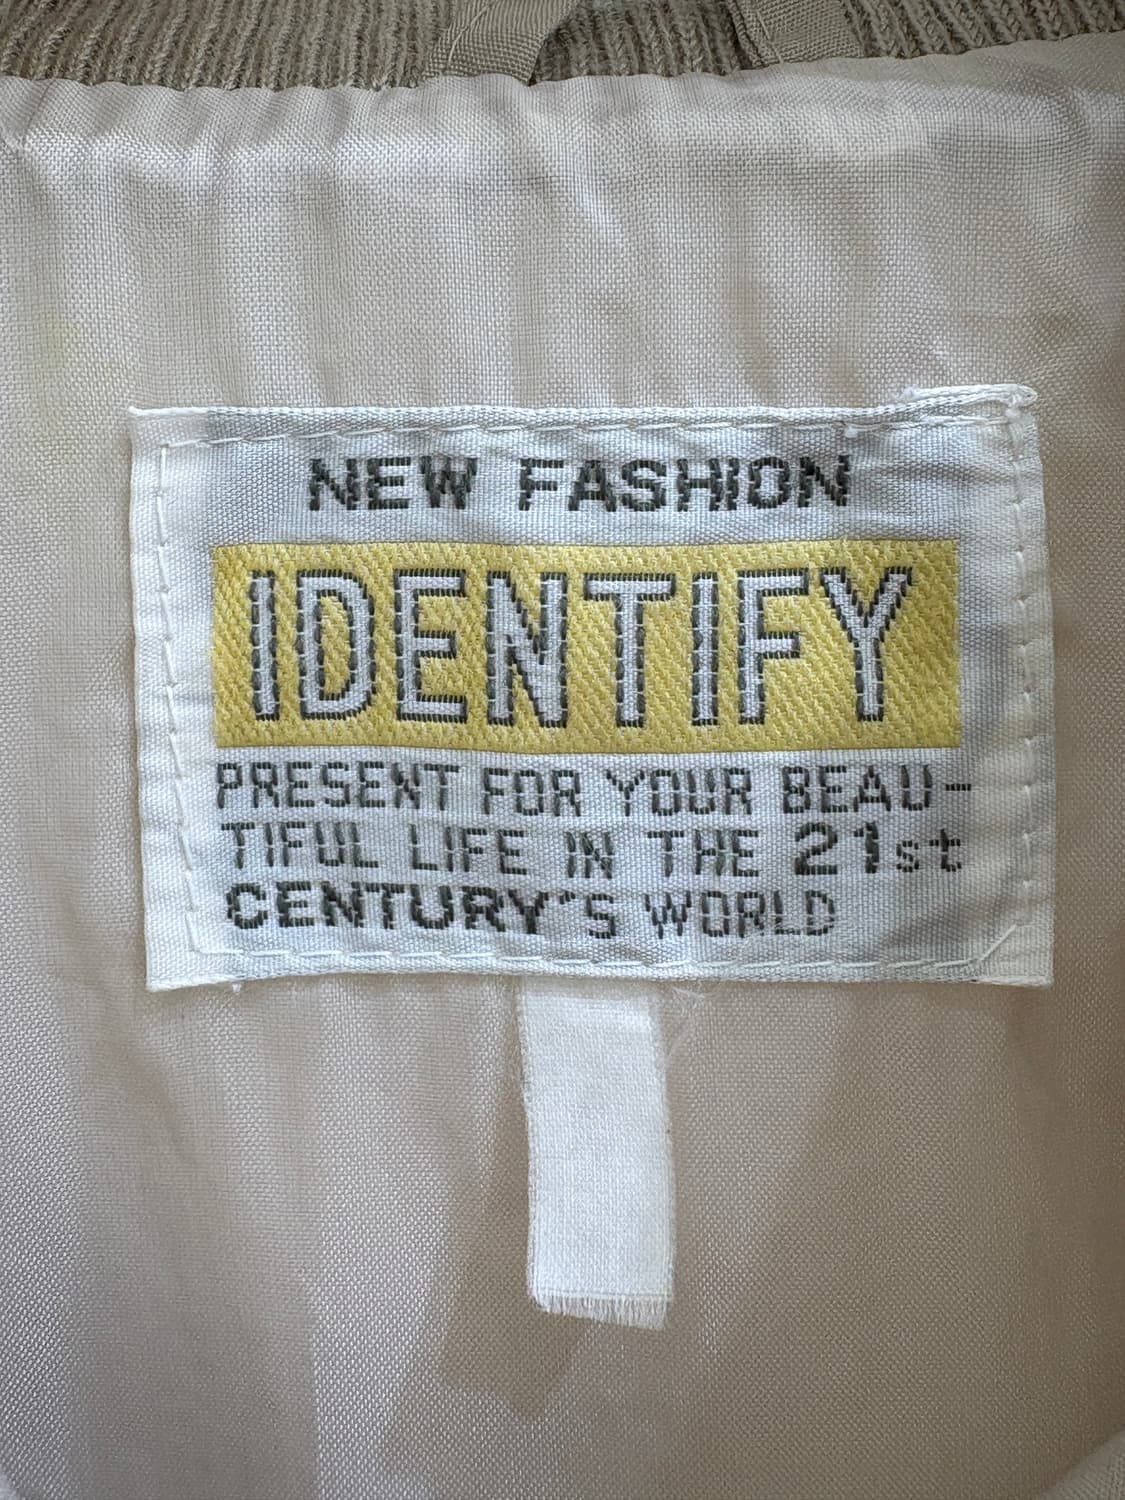 NEW FASHION
IDENTIFY
PRESENT FOR YOUR BEAU-
TIFUL LIFE IN THE 21st
CENTURY'S WORLD